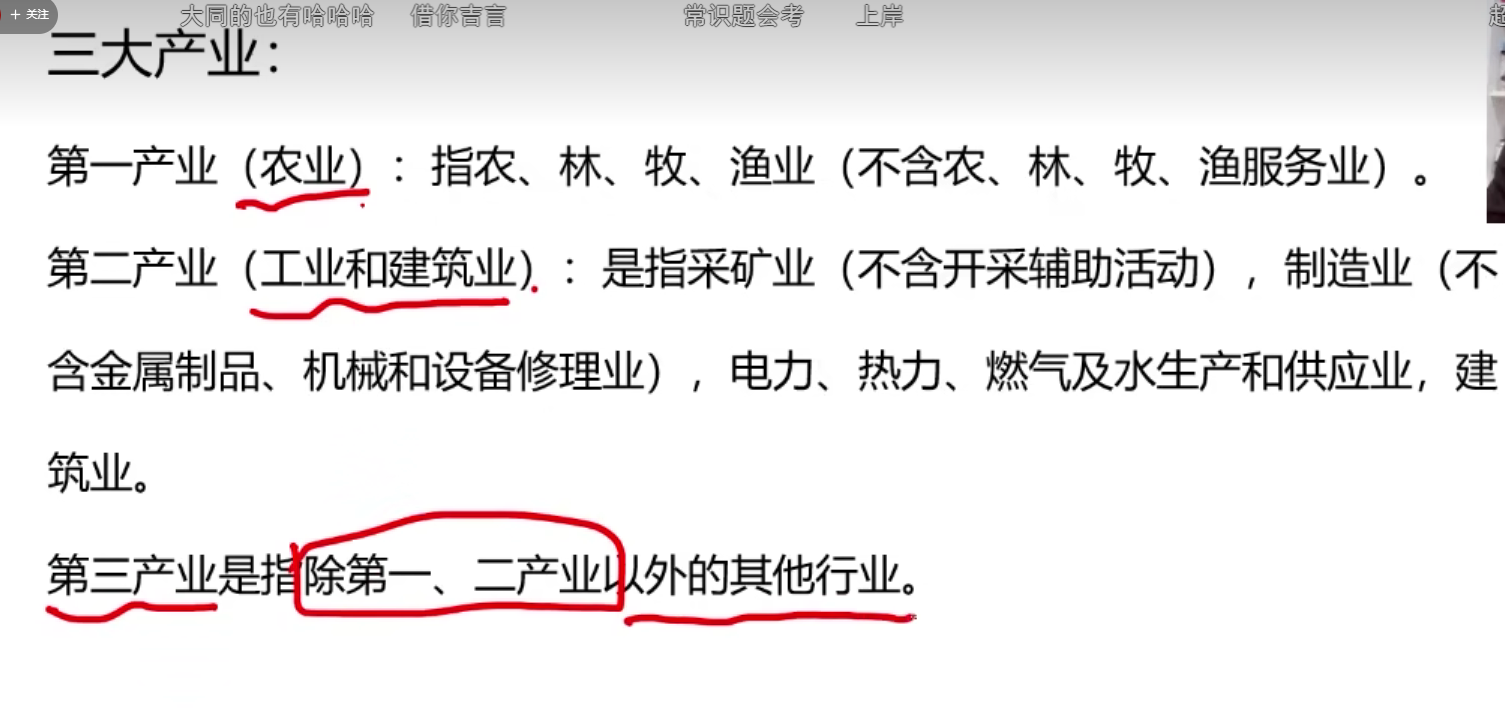 + 关注
大同的也有哈哈哈 借你吉言 常识题会考 上岸
三大产业：
第一产业（农业）：指农、林、牧、渔业（不含农、林、牧、渔服务业）。
第二产业（工业和建筑业）：是指采矿业（不含开采辅助活动），制造业（不
含金属制品、机械和设备修理业），电力、热力、燃气及水生产和供应业，建
筑业。
第三产业是指除第一、二产业以外的其他行业。